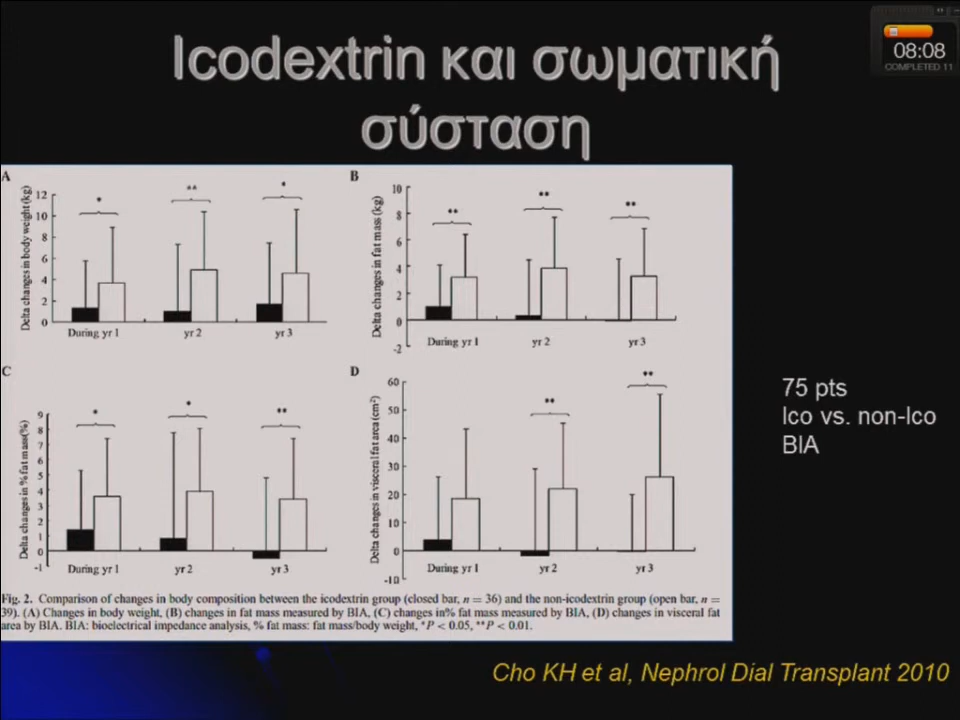 Icodextrin και σωματική
σύσταση
08:08
COMPLETED 11
A
Delta changes in body weight (kg)
12
10
8
6
4
2
0
*
**
*
During yr 1
yr 2
yr 3
B
Delta changes in fat mass (kg)
10
8
6
4
2
0
-2
**
**
**
During yr 1
yr 2
yr 3
C
Delta changes in % fat mass (%)
9
8
7
6
5
4
3
2
1
0
-1
*
*
**
During yr 1
yr 2
yr 3
D
Delta changes in visceral fat area (cm²)
60
50
40
30
20
10
0
-10
**
**
During yr 1
yr 2
yr 3
75 pts
Ico vs. non-Ico
BIA
Fig. 2. Comparison of changes in body composition between the icodextrin group (closed bar, n = 36) and the non-icodextrin group (open bar, n =
39). (A) Changes in body weight, (B) changes in fat mass measured by BIA, (C) changes in% fat mass measured by BIA, (D) changes in visceral fat
area by BIA. BIA: bioelectrical impedance analysis, % fat mass: fat mass/body weight, *P < 0.05, **P < 0.01.
Cho KH et al, Nephrol Dial Transplant 2010